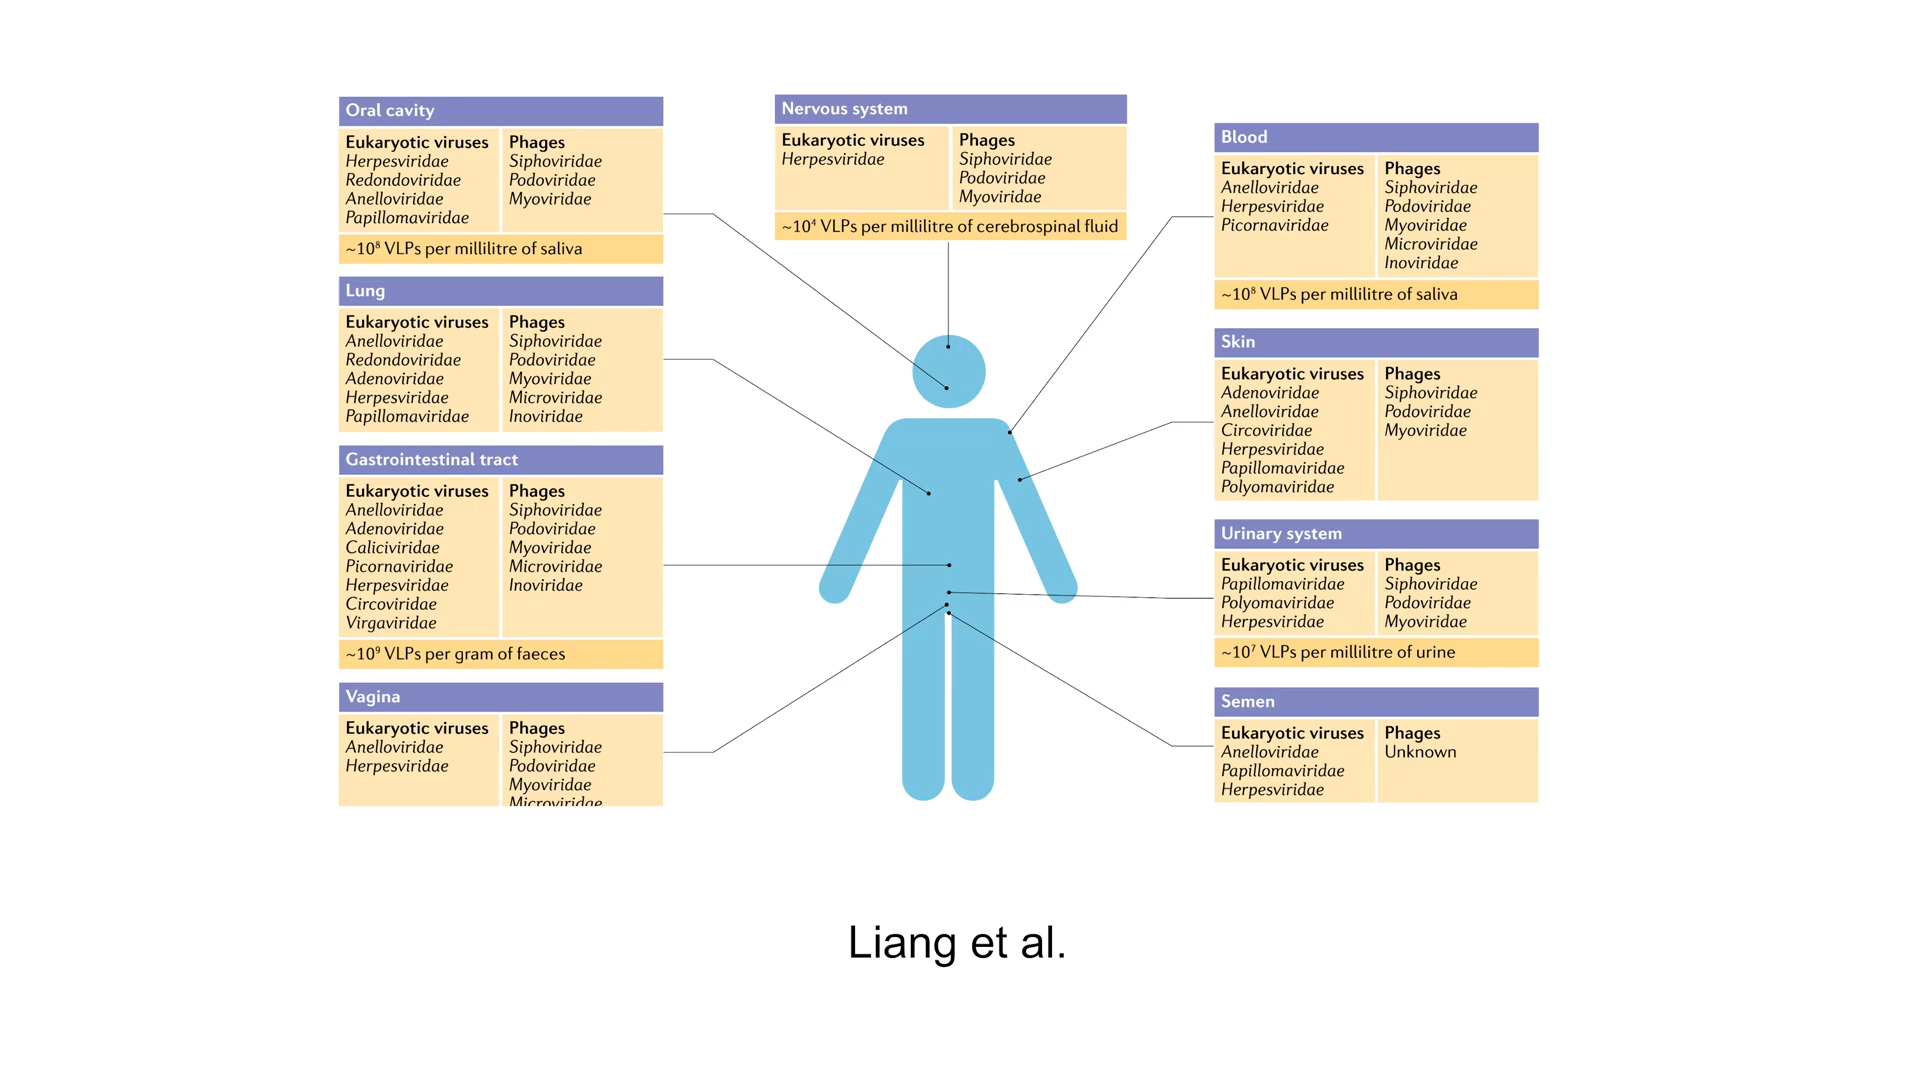 Oral cavity
Eukaryotic viruses
Herpesviridae
Redondoviridae
Anelloviridae
Papillomaviridae
Phages
Siphoviridae
Podoviridae
Myoviridae
~10⁸ VLPs per millilitre of saliva
Lung
Eukaryotic viruses
Anelloviridae
Redondoviridae
Adenoviridae
Herpesviridae
Papillomaviridae
Phages
Siphoviridae
Podoviridae
Myoviridae
Microviridae
Inoviridae
Gastrointestinal tract
Eukaryotic viruses
Anelloviridae
Adenoviridae
Caliciviridae
Picornaviridae
Herpesviridae
Circoviridae
Virgaviridae
Phages
Siphoviridae
Podoviridae
Myoviridae
Microviridae
Inoviridae
~10⁹ VLPs per gram of faeces
Vagina
Eukaryotic viruses
Anelloviridae
Herpesviridae
Phages
Siphoviridae
Podoviridae
Myoviridae
Microviridae
Nervous system
Eukaryotic viruses
Herpesviridae
Phages
Siphoviridae
Podoviridae
Myoviridae
~10⁴ VLPs per millilitre of cerebrospinal fluid
Blood
Eukaryotic viruses
Anelloviridae
Herpesviridae
Picornaviridae
Phages
Siphoviridae
Podoviridae
Myoviridae
Microviridae
Inoviridae
~10⁸ VLPs per millilitre of saliva
Skin
Eukaryotic viruses
Adenoviridae
Anelloviridae
Circoviridae
Herpesviridae
Papillomaviridae
Polyomaviridae
Phages
Siphoviridae
Podoviridae
Myoviridae
Urinary system
Eukaryotic viruses
Papillomaviridae
Polyomaviridae
Herpesviridae
Phages
Siphoviridae
Podoviridae
Myoviridae
~10⁷ VLPs per millilitre of urine
Semen
Eukaryotic viruses
Anelloviridae
Papillomaviridae
Herpesviridae
Phages
Unknown
Liang et al.